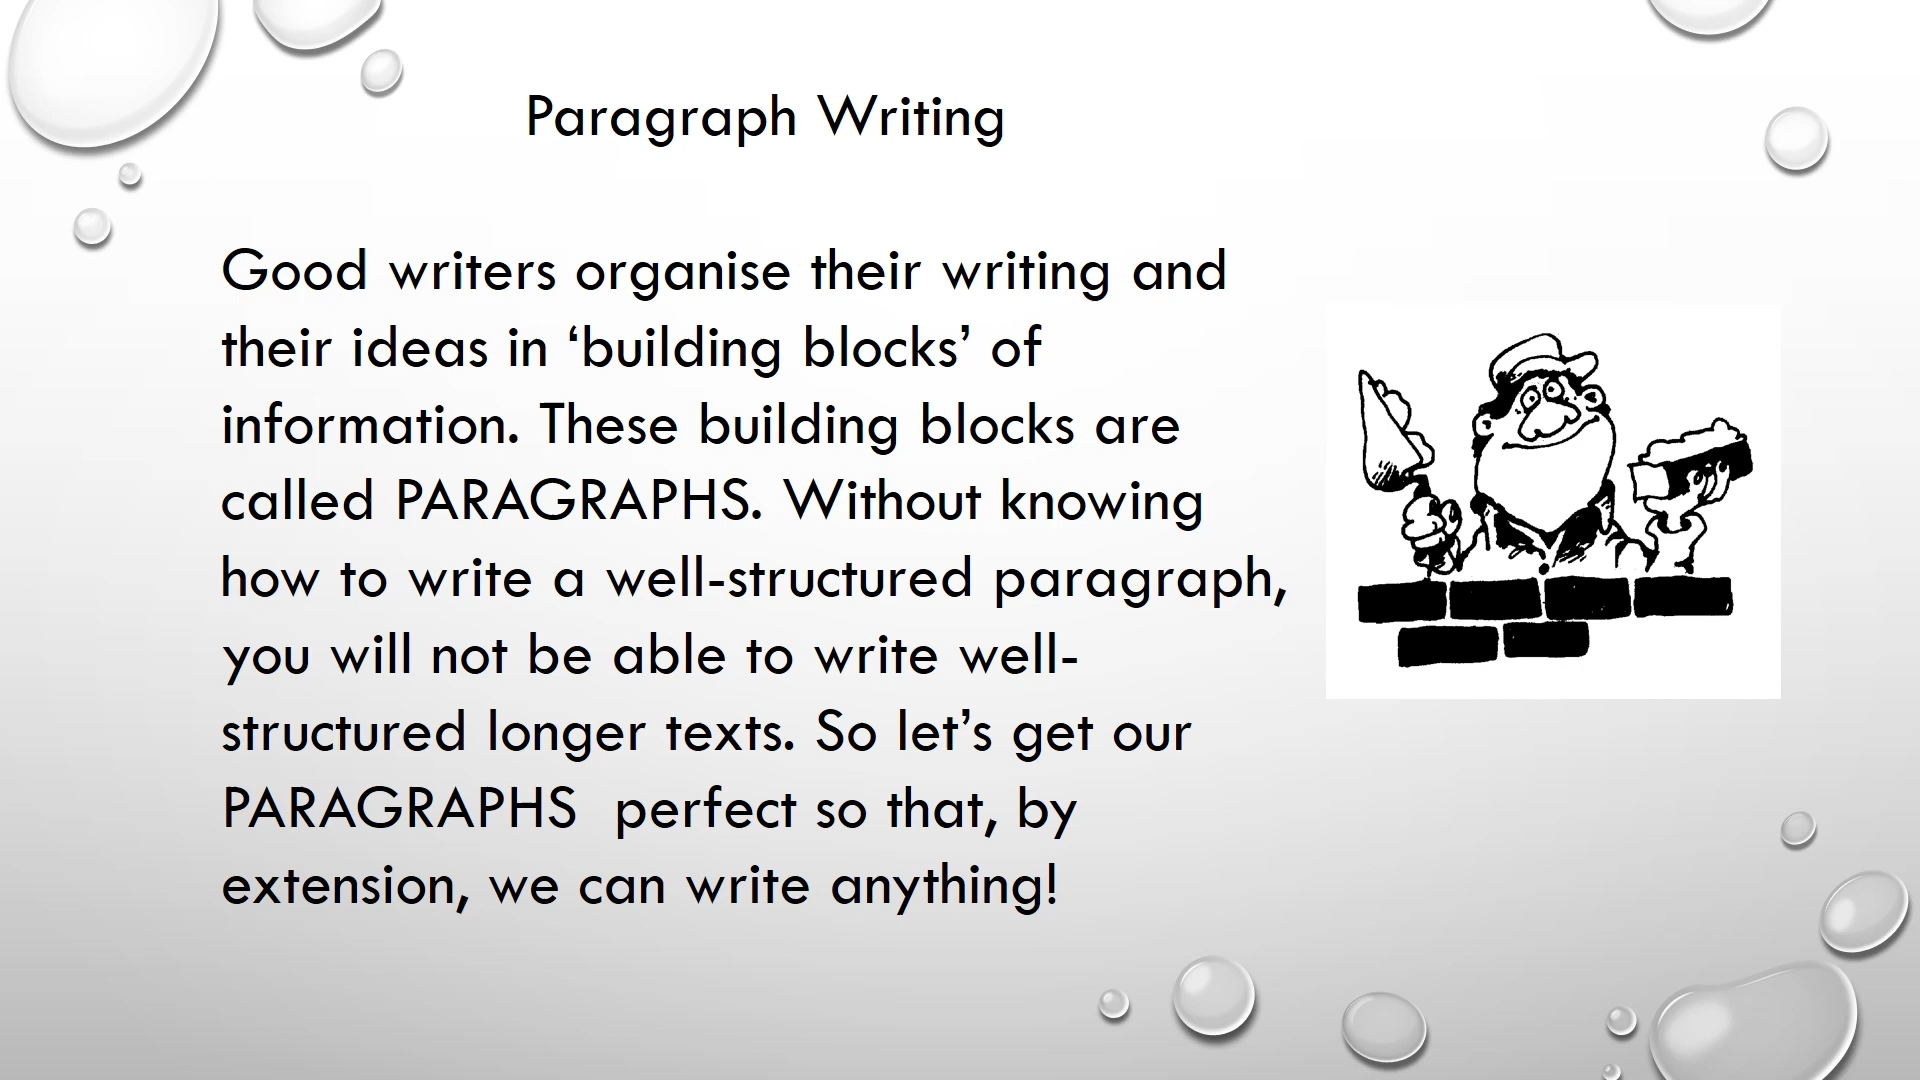 Paragraph Writing
Good writers organise their writing and
their ideas in ‘building blocks’ of
information. These building blocks are
called PARAGRAPHS. Without knowing
how to write a well-structured paragraph,
you will not be able to write well-
structured longer texts. So let’s get our
PARAGRAPHS  perfect so that, by
extension, we can write anything!